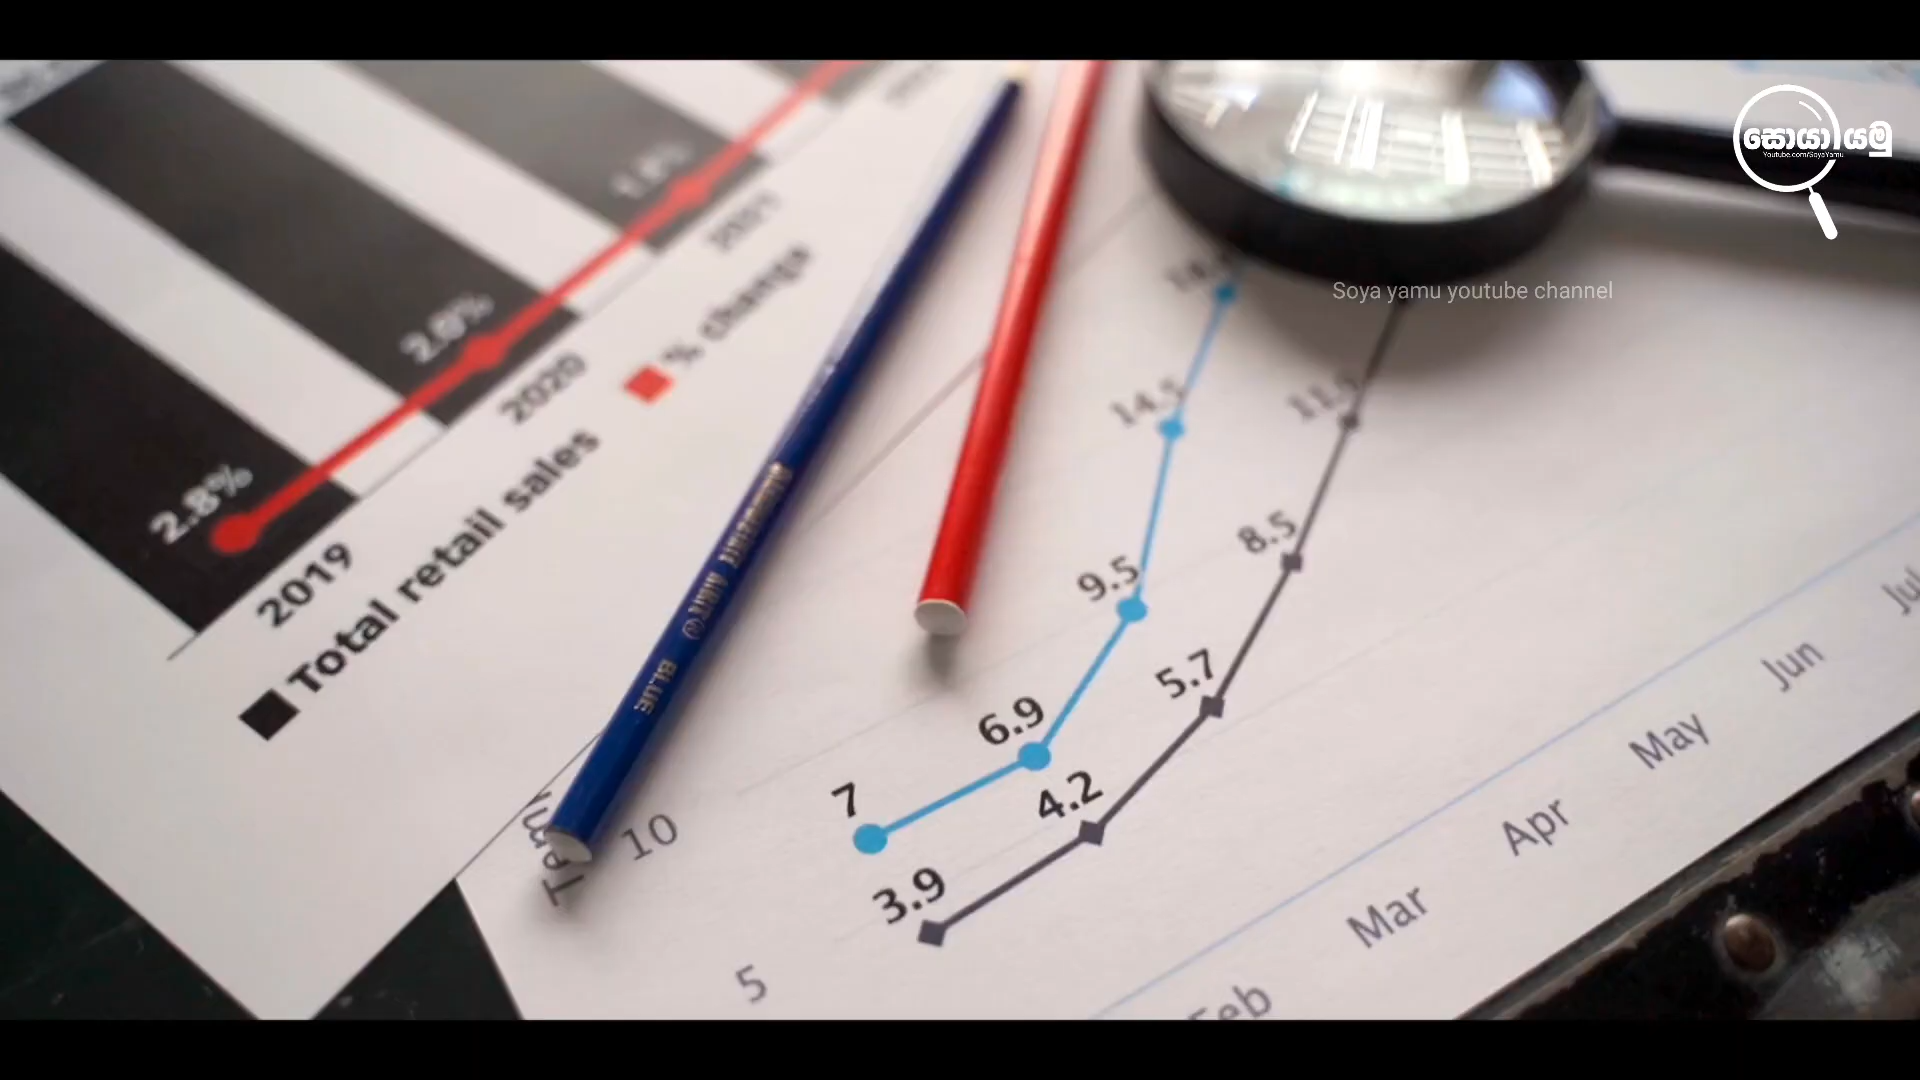 සොයා යමු
Youtube.com/SoyaYamu
Soya yamu youtube channel
2.8%
2.0%
2019
2020
2021
Total retail sales
% change
BLUE
10
5
7
6.9
9.5
14.5
3.9
4.2
5.7
8.5
Feb
Mar
Apr
May
Jun